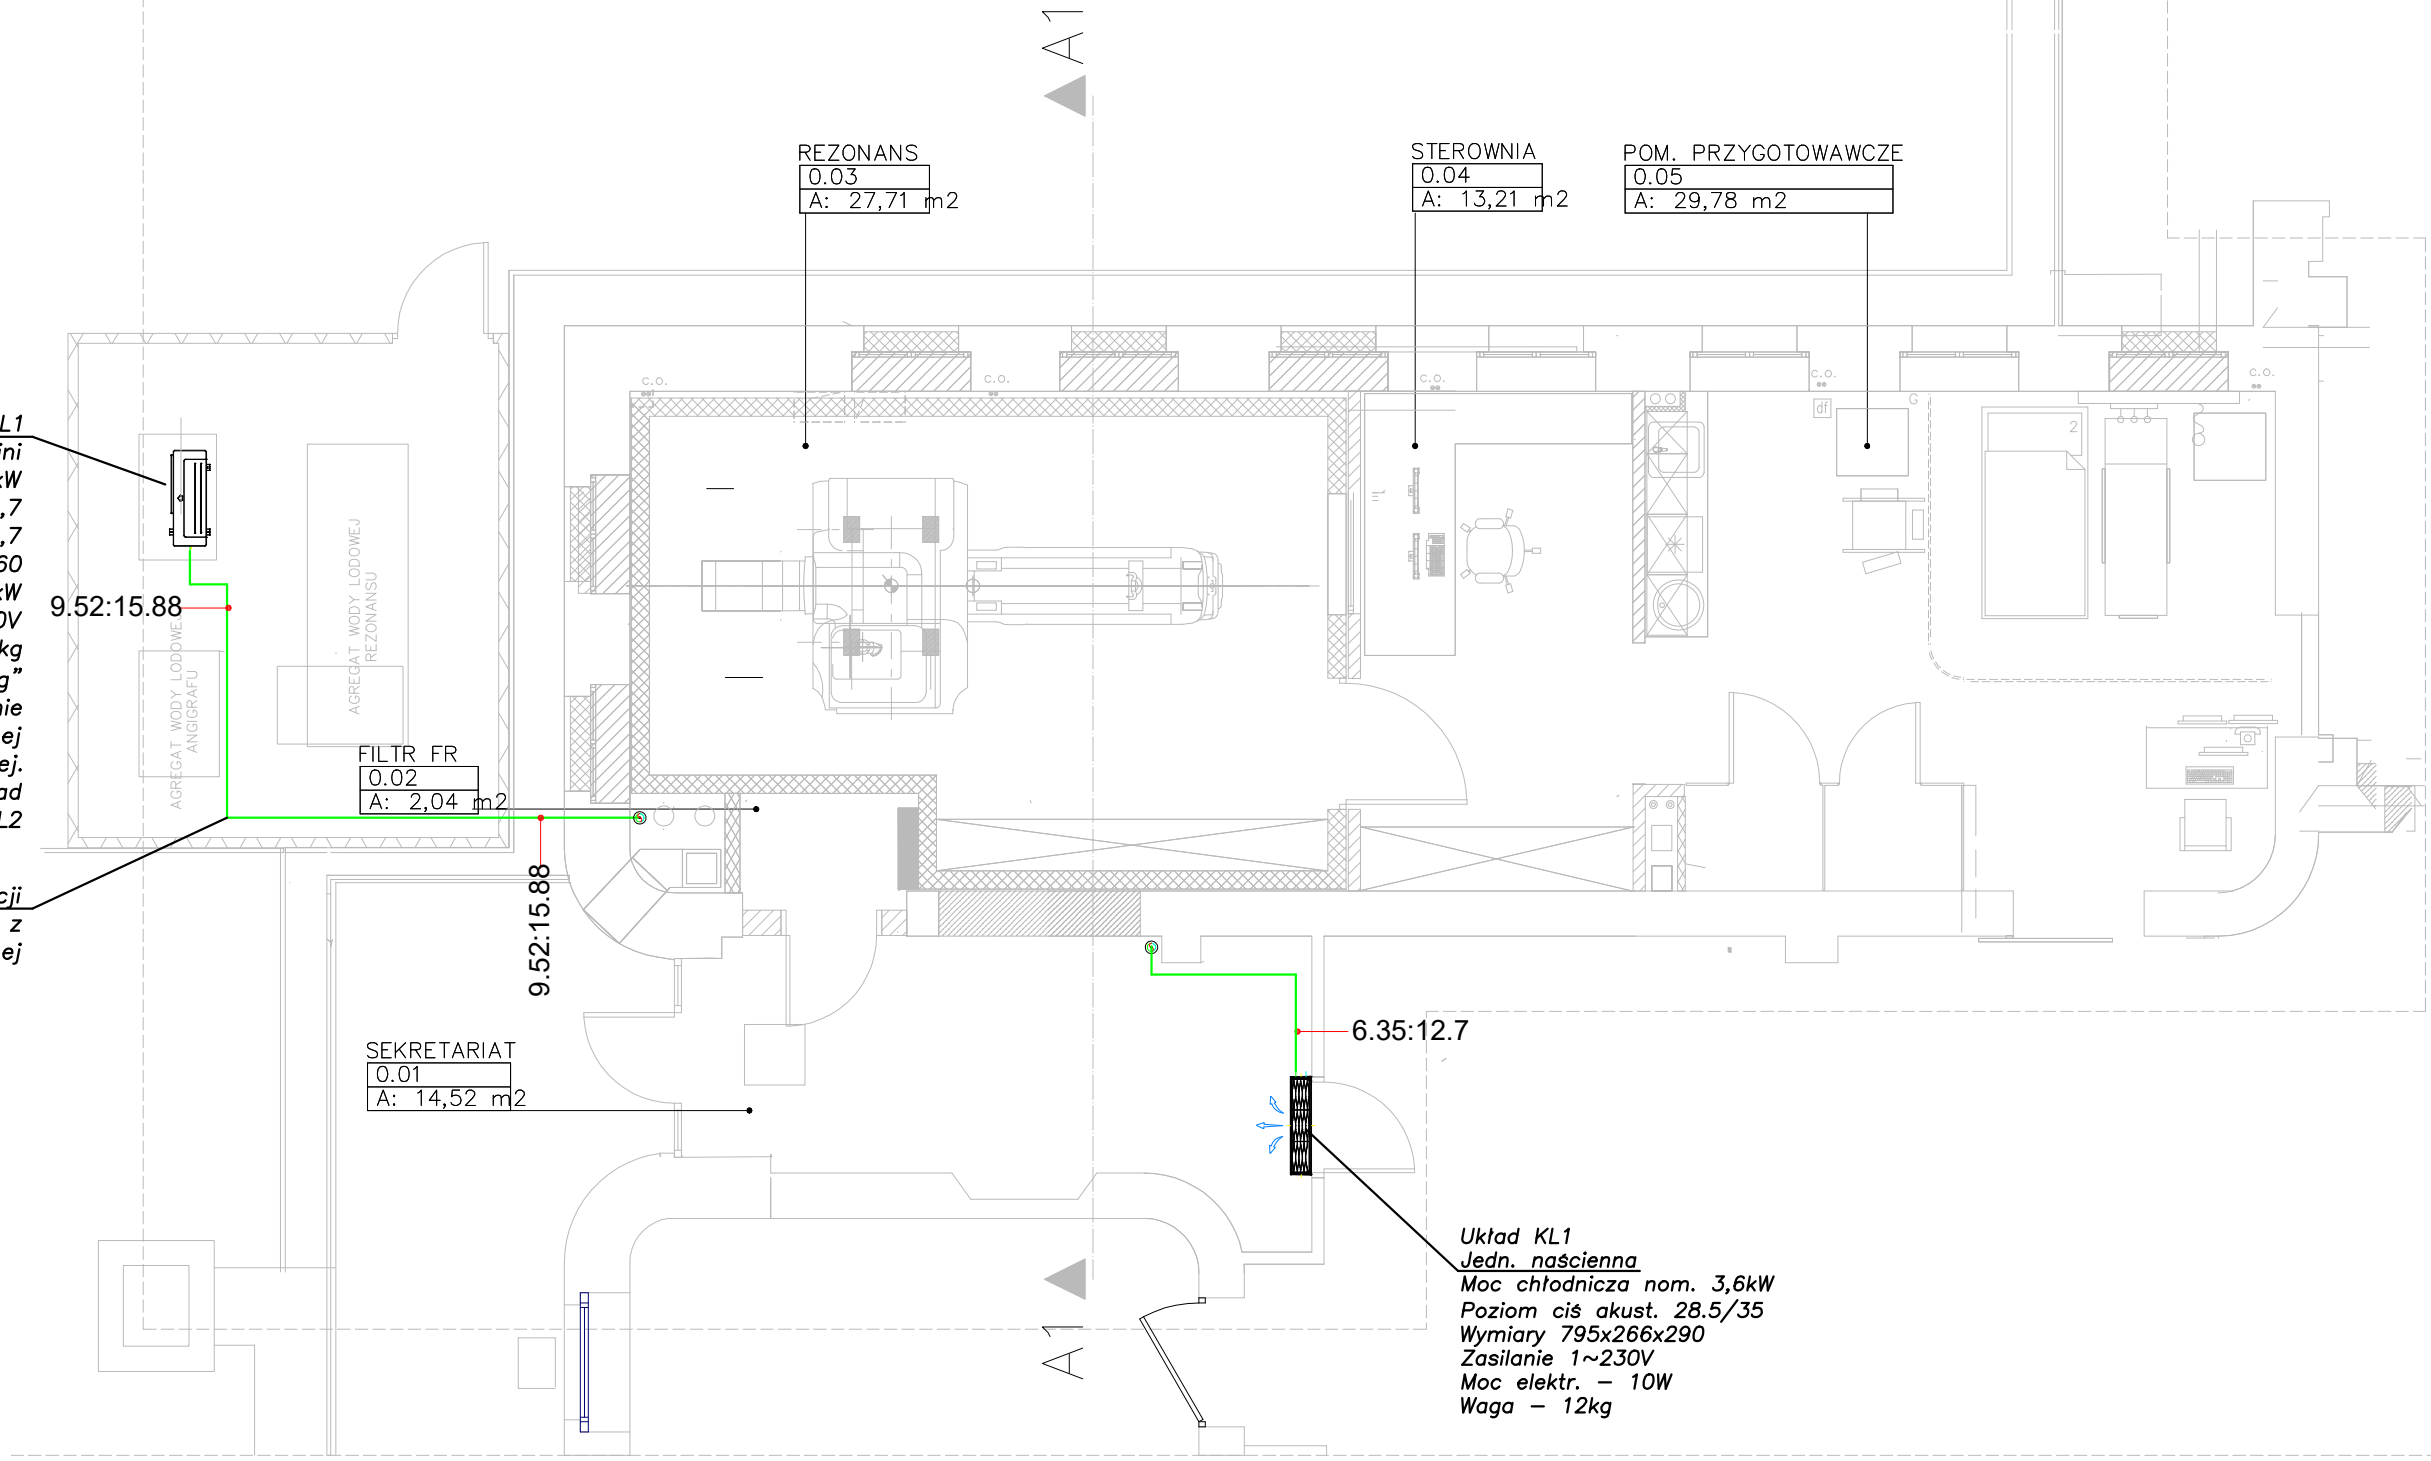 A1
REZONANS
0.03
A: 27,71 m2
STEROWNIA
0.04
A: 13,21 m2
POM. PRZYGOTOWAWCZE
0.05
A: 29,78 m2
c.o.
c.o.
c.o.
c.o.
c.o.
df
G
2
L1
ini
kW
,7
,7
60
kW
0V
kg
g"
nie
ej
ej.
ad
L2
cji
z
ej
9.52:15.88
AGREGAT WODY LODOWEJ
REZONANSU
AGREGAT WODY LODOWEJ
ANGIGRAFU
FILTR FR
0.02
A: 2,04 m2
9.52:15.88
6.35:12.7
SEKRETARIAT
0.01
A: 14,52 m2
Układ KL1
Jedn. naścienna
Moc chłodnicza nom. 3,6kW
Poziom ciś akust. 28.5/35
Wymiary 795x266x290
Zasilanie 1~230V
Moc elektr. – 10W
Waga – 12kg
A1